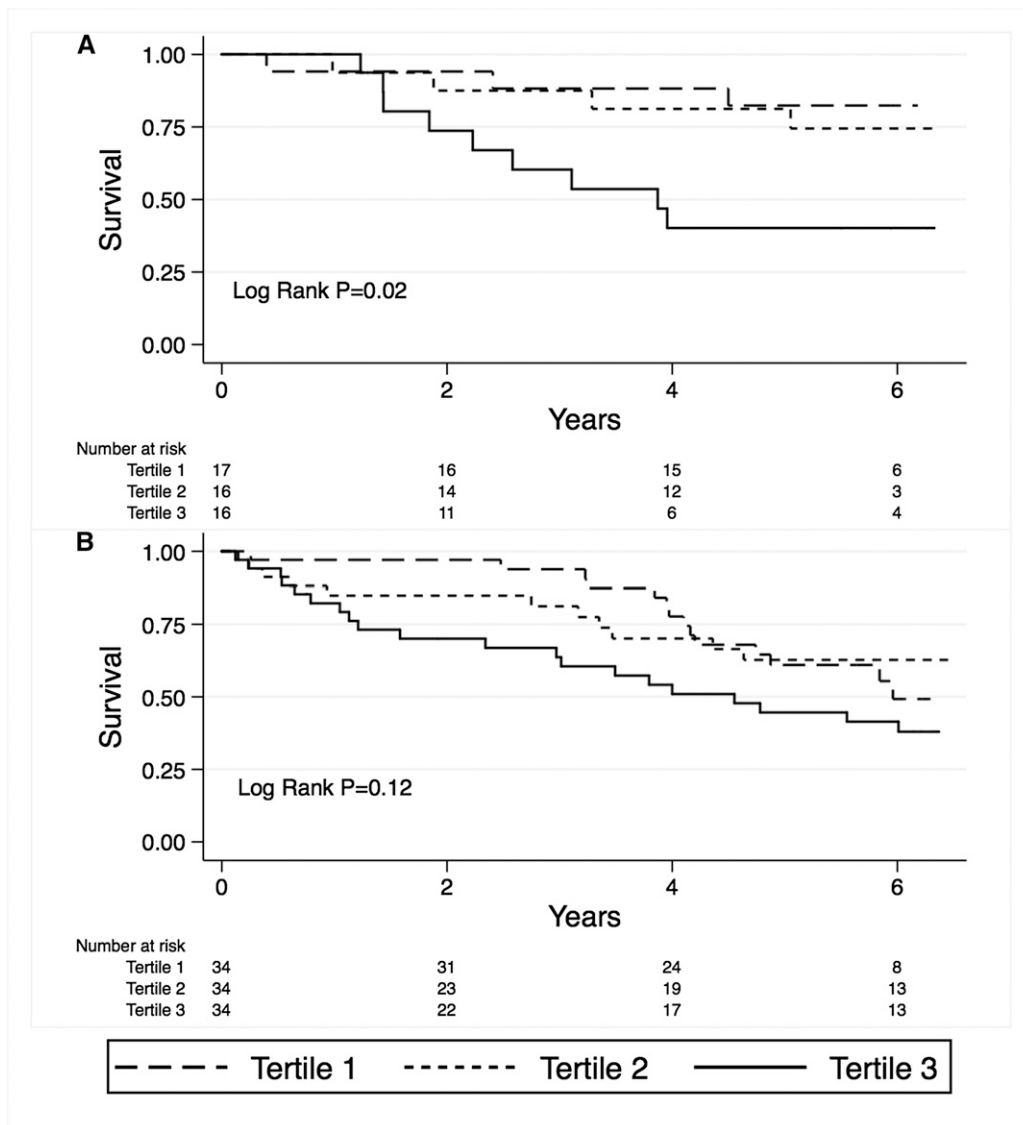 A
1.00
0.75
0.50
0.25
0.00
Survival
Log Rank P=0.02
0 2 4 6
Years
Number at risk
Tertile 1 17 16 15 6
Tertile 2 16 14 12 3
Tertile 3 16 11 6 4
B
1.00
0.75
0.50
0.25
0.00
Survival
Log Rank P=0.12
0 2 4 6
Years
Number at risk
Tertile 1 34 31 24 8
Tertile 2 34 23 19 13
Tertile 3 34 22 17 13
Tertile 1 Tertile 2 Tertile 3